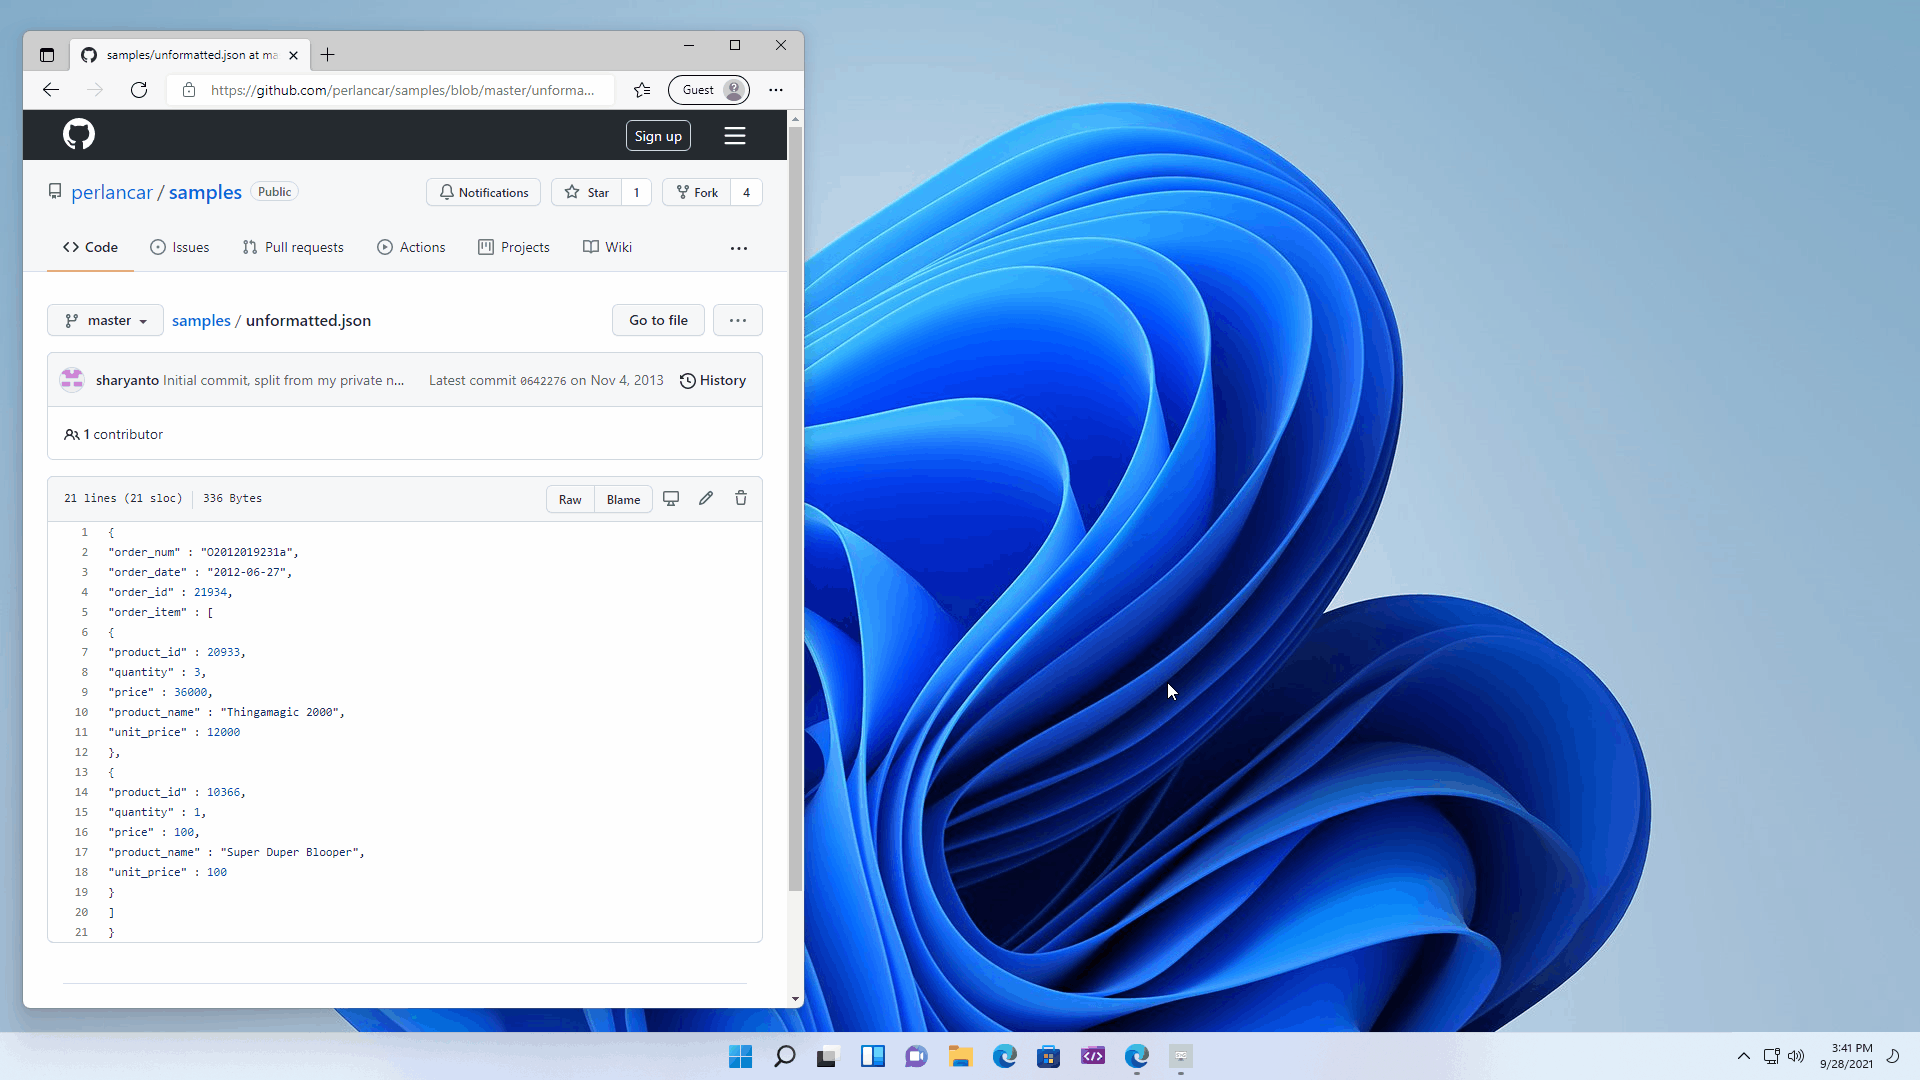 samples/unformatted.json at ma
https://github.com/perlancar/samples/blob/master/unforma...
Guest
Sign up
perlancar / samples Public
Notifications
Star 1
Fork 4
Code
Issues
Pull requests
Actions
Projects
Wiki
master
samples / unformatted.json
Go to file
sharyanto Initial commit, split from my private n...
Latest commit 0642276 on Nov 4, 2013
History
1 contributor
21 lines (21 sloc) 336 Bytes
Raw
Blame
1 {
2 "order_num" : "O2012019231a",
3 "order_date" : "2012-06-27",
4 "order_id" : 21934,
5 "order_item" : [
6 {
7 "product_id" : 20933,
8 "quantity" : 3,
9 "price" : 36000,
10 "product_name" : "Thingamagic 2000",
11 "unit_price" : 12000
12 },
13 {
14 "product_id" : 10366,
15 "quantity" : 1,
16 "price" : 100,
17 "product_name" : "Super Duper Blooper",
18 "unit_price" : 100
19 }
20 ]
21 }
3:41 PM
9/28/2021